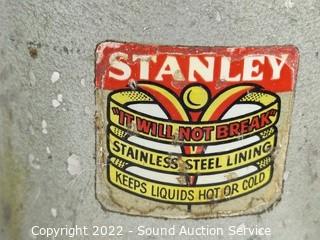 STANLEY
"IT WILL NOT BREAK"
STAINLESS STEEL LINING
KEEPS LIQUIDS HOT OR COLD
Copyright 2022 - Sound Auction Service